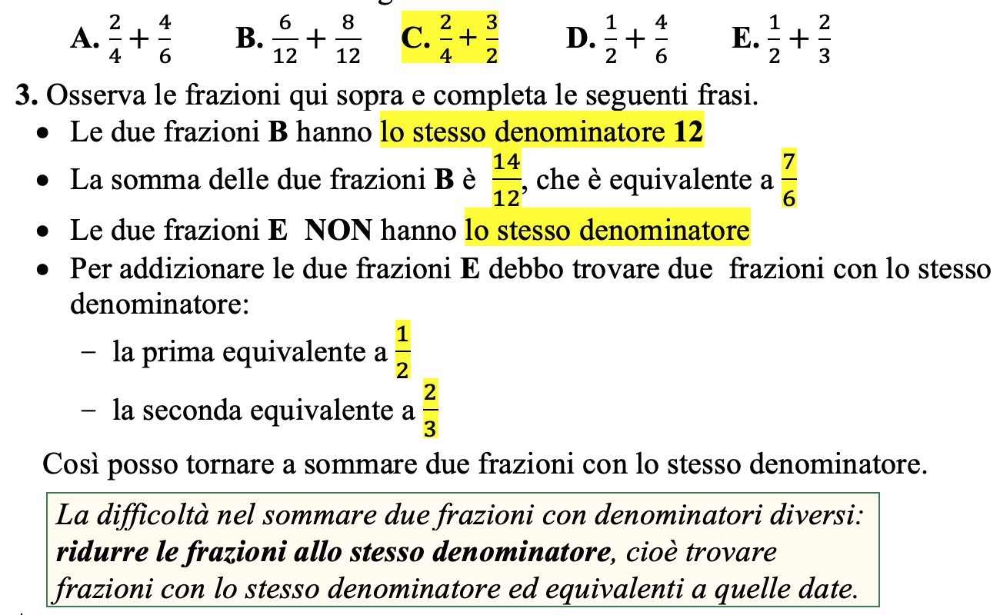 A. 2/4 + 4/6 B. 6/12 + 8/12 C. 2/4 + 3/2 D. 1/2 + 4/6 E. 1/2 + 2/3
3. Osserva le frazioni qui sopra e completa le seguenti frasi.
• Le due frazioni B hanno lo stesso denominatore 12
• La somma delle due frazioni B è 14/12, che è equivalente a 7/6
• Le due frazioni E NON hanno lo stesso denominatore
• Per addizionare le due frazioni E debbo trovare due frazioni con lo stesso
denominatore:
− la prima equivalente a 1/2
− la seconda equivalente a 2/3
Così posso tornare a sommare due frazioni con lo stesso denominatore.
La difficoltà nel sommare due frazioni con denominatori diversi:
ridurre le frazioni allo stesso denominatore, cioè trovare
frazioni con lo stesso denominatore ed equivalenti a quelle date.